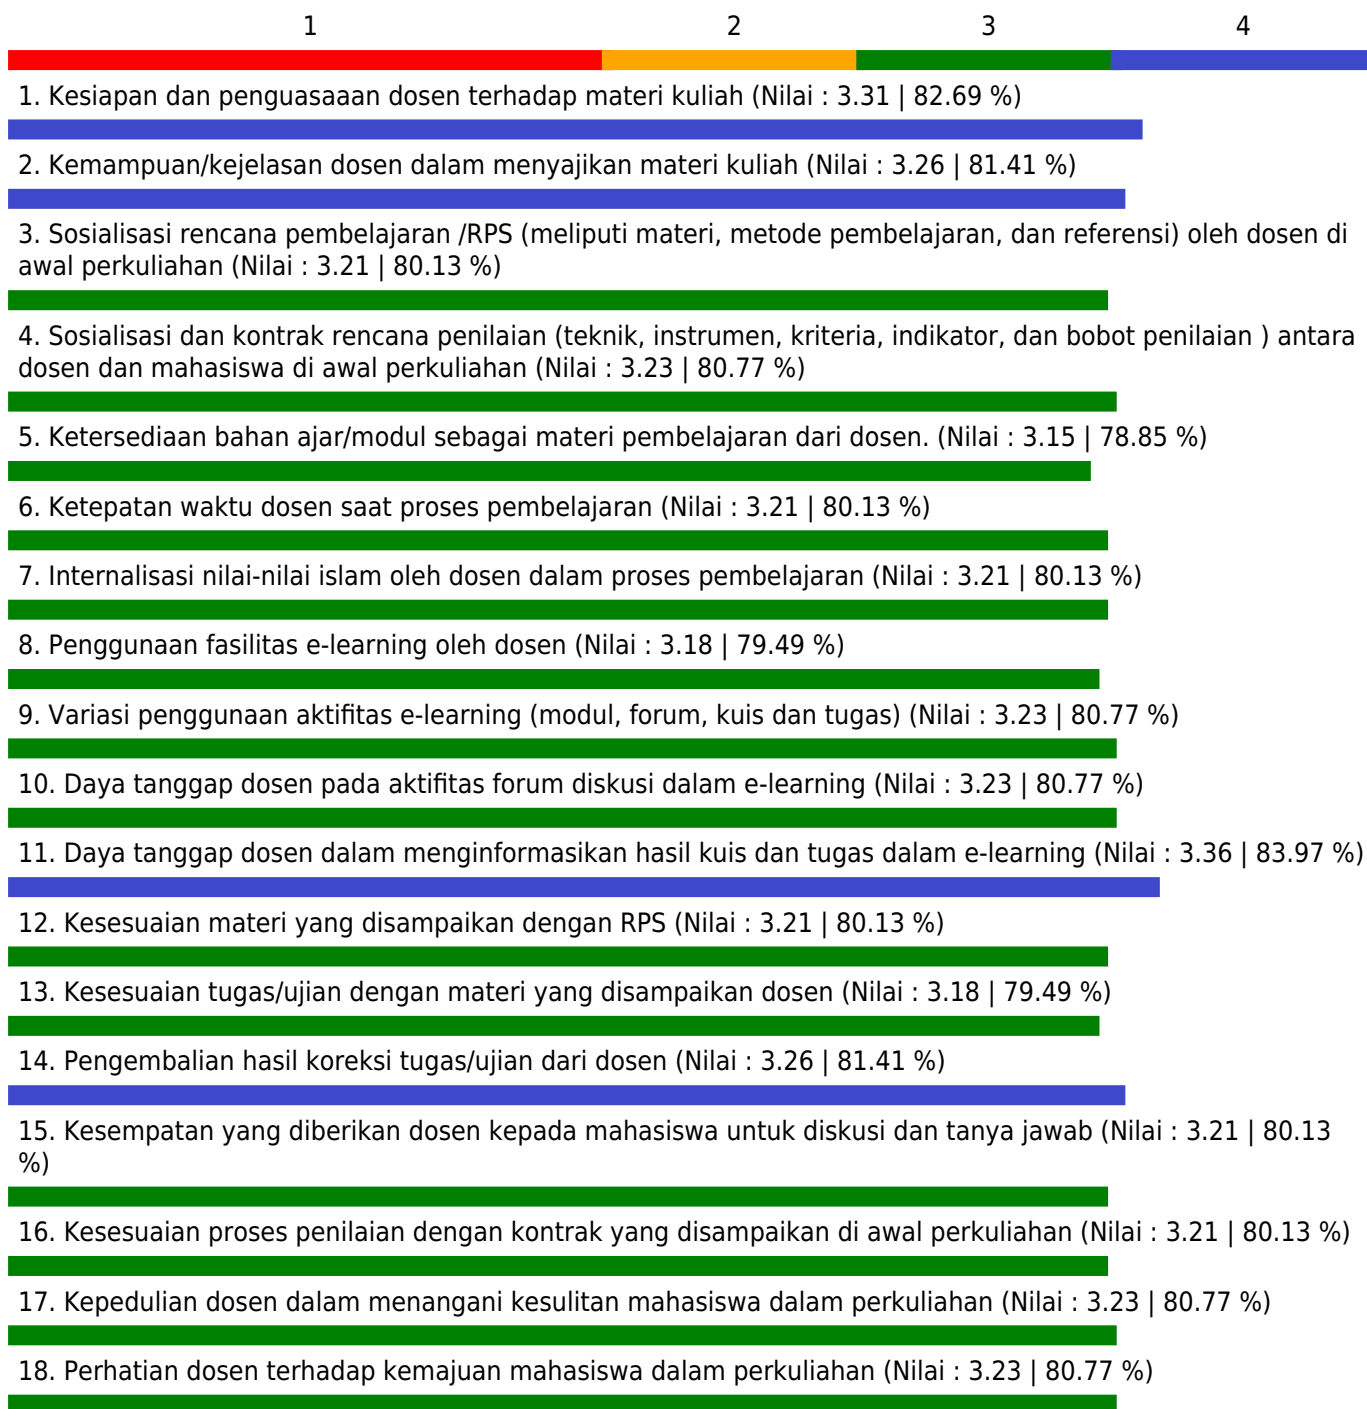 1 2 3 4
1. Kesiapan dan penguasaaan dosen terhadap materi kuliah (Nilai : 3.31 | 82.69 %)
2. Kemampuan/kejelasan dosen dalam menyajikan materi kuliah (Nilai : 3.26 | 81.41 %)
3. Sosialisasi rencana pembelajaran /RPS (meliputi materi, metode pembelajaran, dan referensi) oleh dosen di
awal perkuliahan (Nilai : 3.21 | 80.13 %)
4. Sosialisasi dan kontrak rencana penilaian (teknik, instrumen, kriteria, indikator, dan bobot penilaian ) antara
dosen dan mahasiswa di awal perkuliahan (Nilai : 3.23 | 80.77 %)
5. Ketersediaan bahan ajar/modul sebagai materi pembelajaran dari dosen. (Nilai : 3.15 | 78.85 %)
6. Ketepatan waktu dosen saat proses pembelajaran (Nilai : 3.21 | 80.13 %)
7. Internalisasi nilai-nilai islam oleh dosen dalam proses pembelajaran (Nilai : 3.21 | 80.13 %)
8. Penggunaan fasilitas e-learning oleh dosen (Nilai : 3.18 | 79.49 %)
9. Variasi penggunaan aktifitas e-learning (modul, forum, kuis dan tugas) (Nilai : 3.23 | 80.77 %)
10. Daya tanggap dosen pada aktifitas forum diskusi dalam e-learning (Nilai : 3.23 | 80.77 %)
11. Daya tanggap dosen dalam menginformasikan hasil kuis dan tugas dalam e-learning (Nilai : 3.36 | 83.97 %)
12. Kesesuaian materi yang disampaikan dengan RPS (Nilai : 3.21 | 80.13 %)
13. Kesesuaian tugas/ujian dengan materi yang disampaikan dosen (Nilai : 3.18 | 79.49 %)
14. Pengembalian hasil koreksi tugas/ujian dari dosen (Nilai : 3.26 | 81.41 %)
15. Kesempatan yang diberikan dosen kepada mahasiswa untuk diskusi dan tanya jawab (Nilai : 3.21 | 80.13
%)
16. Kesesuaian proses penilaian dengan kontrak yang disampaikan di awal perkuliahan (Nilai : 3.21 | 80.13 %)
17. Kepedulian dosen dalam menangani kesulitan mahasiswa dalam perkuliahan (Nilai : 3.23 | 80.77 %)
18. Perhatian dosen terhadap kemajuan mahasiswa dalam perkuliahan (Nilai : 3.23 | 80.77 %)